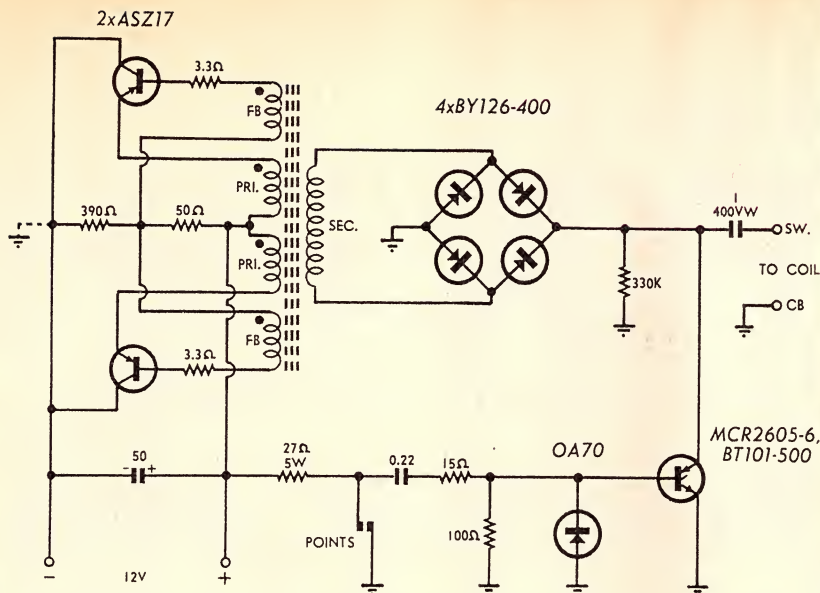 2xASZ17
3.3Ω
FB
4xBY126-400
PRI.
390Ω
50Ω
SEC.
1
400VW
SW.
PRI.
330K
TO COIL
CB
FB
3.3Ω
MCR2605-6,
BT101-500
50
- +
27Ω
5W
0.22
15Ω
OA70
100Ω
POINTS
- 12V +